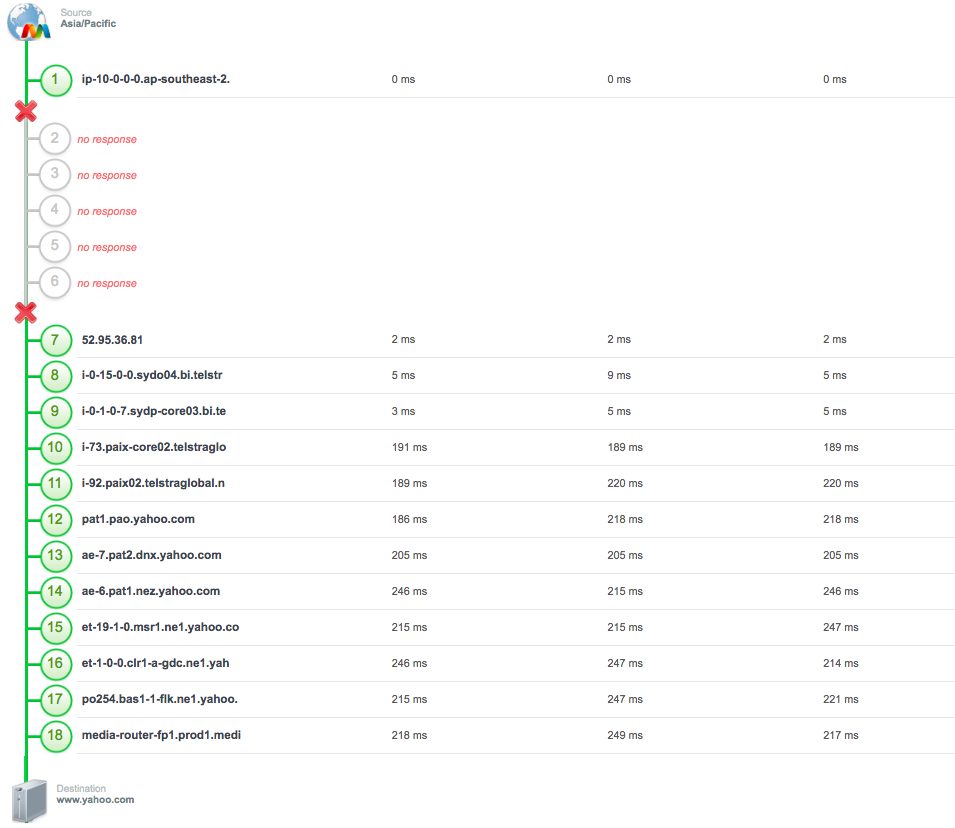 Source
Asia/Pacific
1 ip-10-0-0-0.ap-southeast-2. 0 ms 0 ms 0 ms
2 no response
3 no response
4 no response
5 no response
6 no response
7 52.95.36.81 2 ms 2 ms 2 ms
8 i-0-15-0-0.sydo04.bi.telstr 5 ms 9 ms 5 ms
9 i-0-1-0-7.sydp-core03.bi.te 3 ms 5 ms 5 ms
10 i-73.paix-core02.telstraglo 191 ms 189 ms 189 ms
11 i-92.paix02.telstraglobal.n 189 ms 220 ms 220 ms
12 pat1.pao.yahoo.com 186 ms 218 ms 218 ms
13 ae-7.pat2.dnx.yahoo.com 205 ms 205 ms 205 ms
14 ae-6.pat1.nez.yahoo.com 246 ms 215 ms 246 ms
15 et-19-1-0.msr1.ne1.yahoo.co 215 ms 215 ms 247 ms
16 et-1-0-0.clr1-a-gdc.ne1.yah 246 ms 247 ms 214 ms
17 po254.bas1-1-flk.ne1.yahoo. 215 ms 247 ms 221 ms
18 media-router-fp1.prod1.medi 218 ms 249 ms 217 ms
Destination
www.yahoo.com